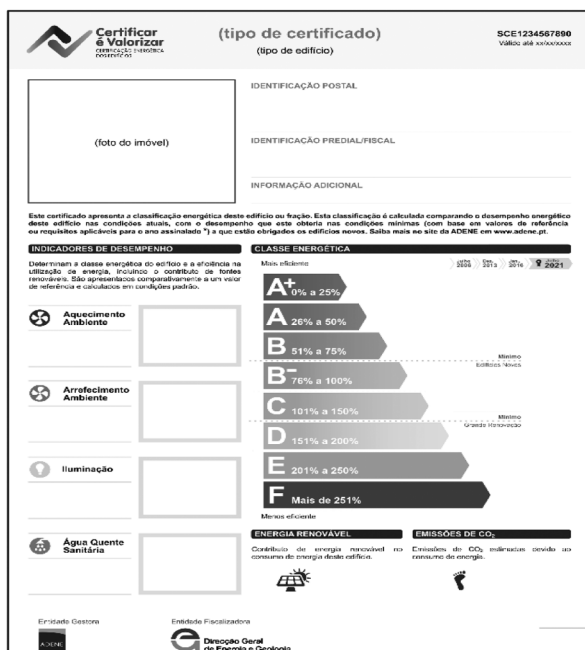 Certificar
é Valorizar
CERTIFICAÇÃO ENERGÉTICA
DOS EDIFÍCIOS
(tipo de certificado)
(tipo de edifício)
SCE1234567890
Válido até xx/xx/xxxx
(foto do imóvel)
IDENTIFICAÇÃO POSTAL
IDENTIFICAÇÃO PREDIAL/FISCAL
INFORMAÇÃO ADICIONAL
Este certificado apresenta a classificação energética deste edifício ou fração. Esta classificação é calculada comparando o desempenho energético
deste edifício nas condições atuais, com o desempenho que este obteria nas condições mínimas (com base em valores de referência
ou requisitos aplicáveis para o ano assinalado *) a que estão obrigados os edifícios novos. Saiba mais no site da ADENE em www.adene.pt.
INDICADORES DE DESEMPENHO
Determinam a classe energética do edifício e a eficiência na
utilização de energia, incluindo o contributo de fontes
renováveis. São apresentados comparativamente a um valor
de referência e calculados em condições padrão.
Aquecimento
Ambiente
Arrefecimento
Ambiente
Iluminação
Água Quente
Sanitária
CLASSE ENERGÉTICA
Mais eficiente
Julho 2006
Dez. 2013
Jan. 2016
Julho 2021
A+ 0% a 25%
A 26% a 50%
B 51% a 75%
Mínimo
Edifícios Novos
B- 76% a 100%
C 101% a 150%
Mínimo
Grande Renovação
D 151% a 200%
E 201% a 250%
F Mais de 251%
Menos eficiente
ENERGIA RENOVÁVEL
Contributo de energia renovável no
consumo de energia deste edifício.
EMISSÕES DE CO₂
Emissões de CO₂ estimadas devido ao
consumo de energia.
Entidade Gestora
ADENE
Entidade Fiscalizadora
Direcção Geral
de Energia e Geologia